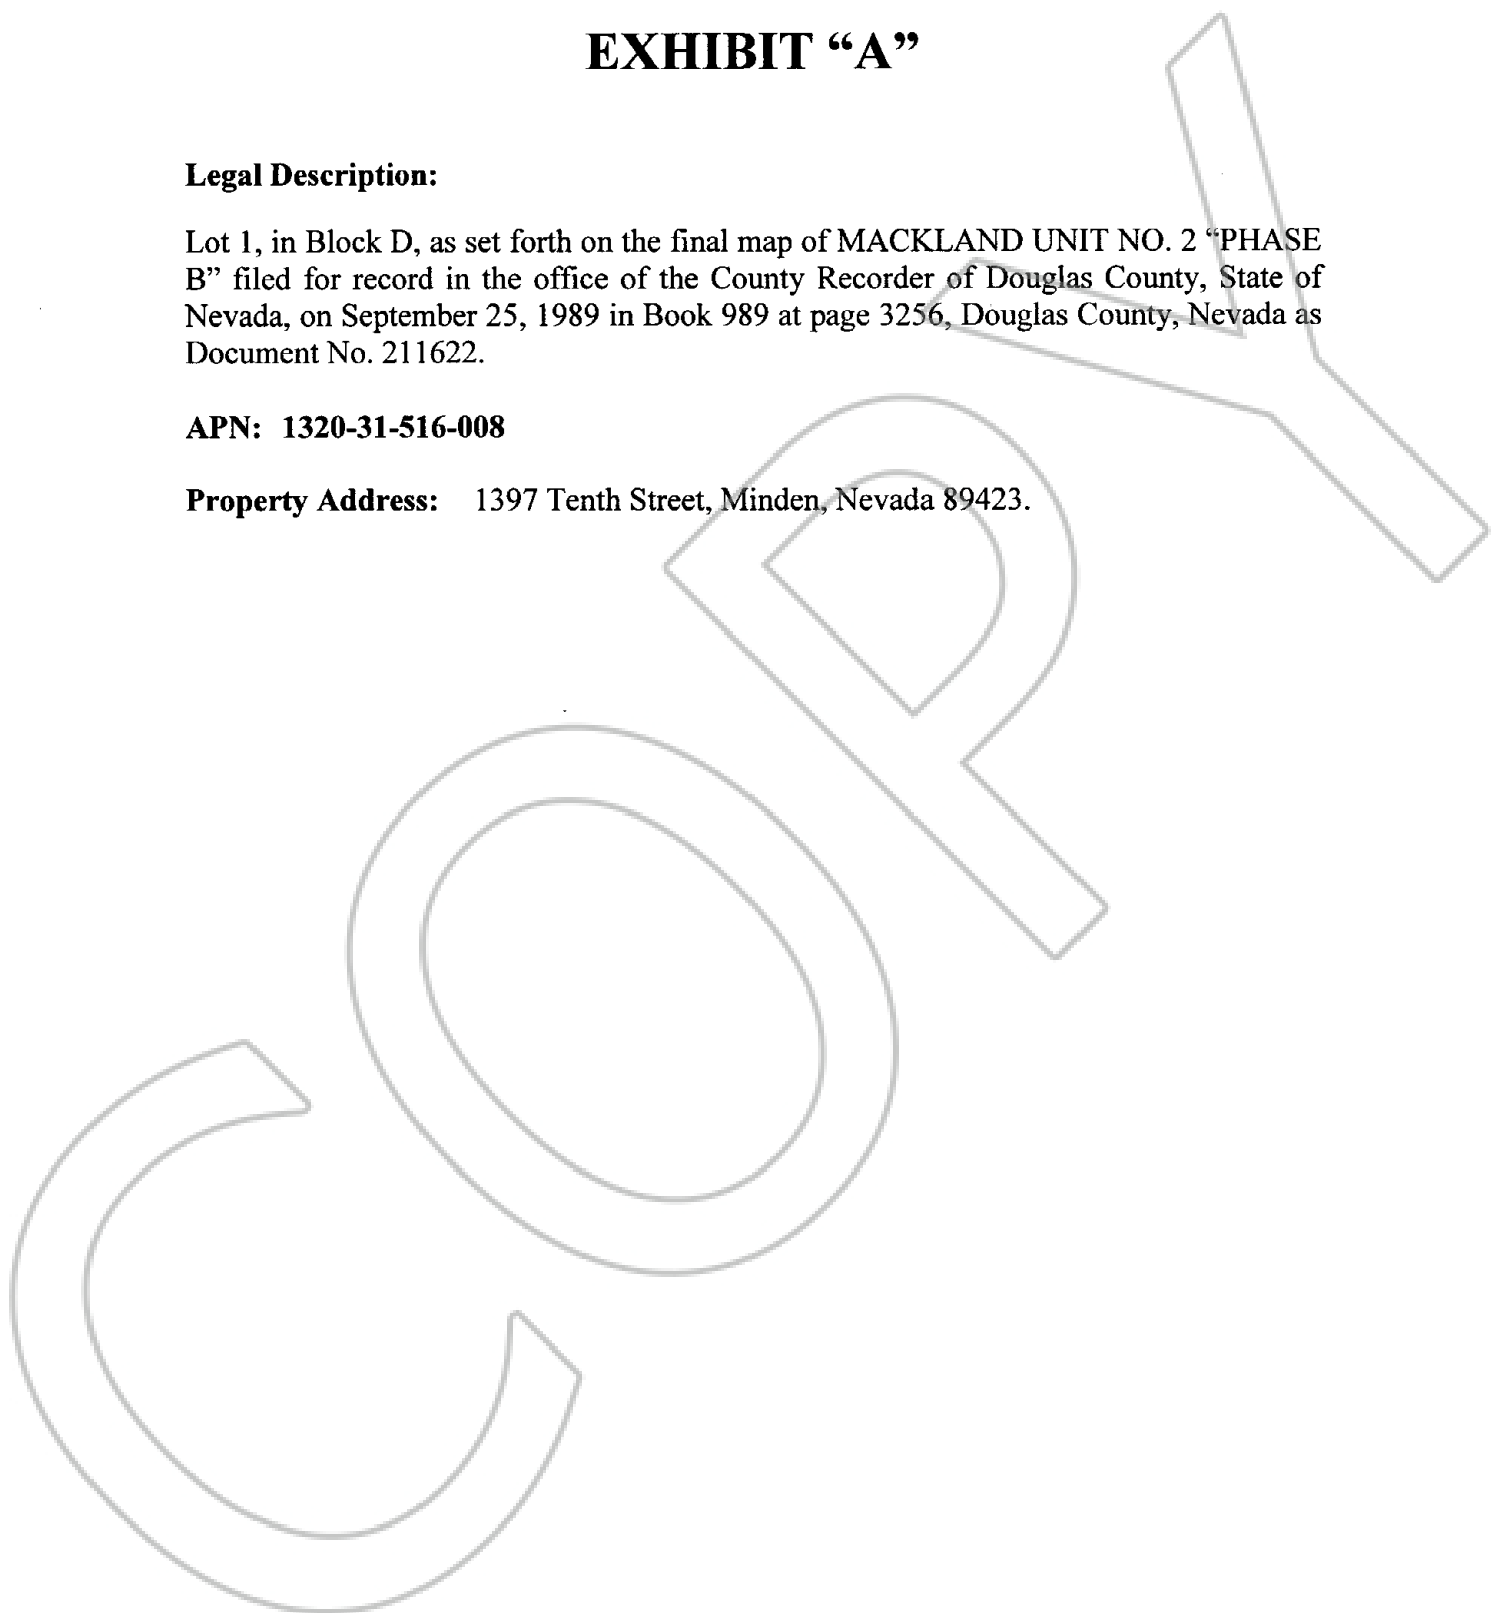 EXHIBIT “A”
Legal Description:
Lot 1, in Block D, as set forth on the final map of MACKLAND UNIT NO. 2 “PHASE
B” filed for record in the office of the County Recorder of Douglas County, State of
Nevada, on September 25, 1989 in Book 989 at page 3256, Douglas County, Nevada as
Document No. 211622.
APN: 1320-31-516-008
Property Address: 1397 Tenth Street, Minden, Nevada 89423.
COPY